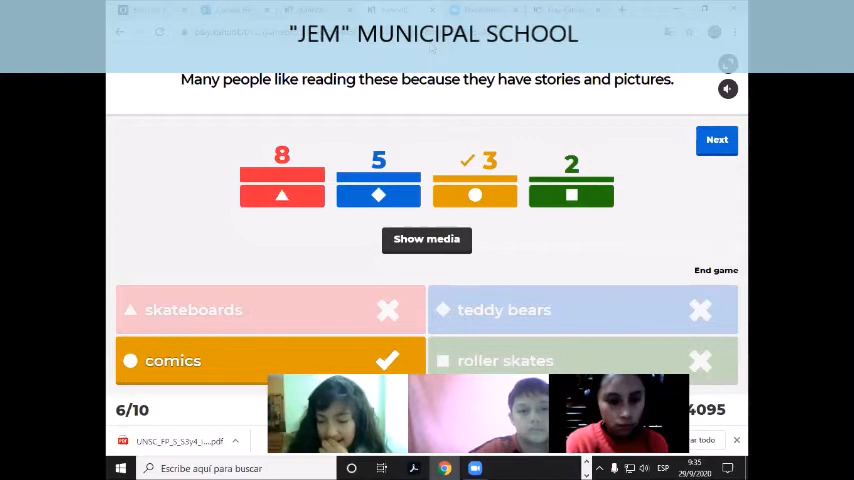 "JEM" MUNICIPAL SCHOOL
Many people like reading these because they have stories and pictures.
Next
8
5
3
2
Show media
End game
skateboards
teddy bears
comics
roller skates
6/10
4095
UNSC_FP_S_S3y4_i....pdf
rar todo
Escribe aquí para buscar
ESP
9:35
29/9/2020